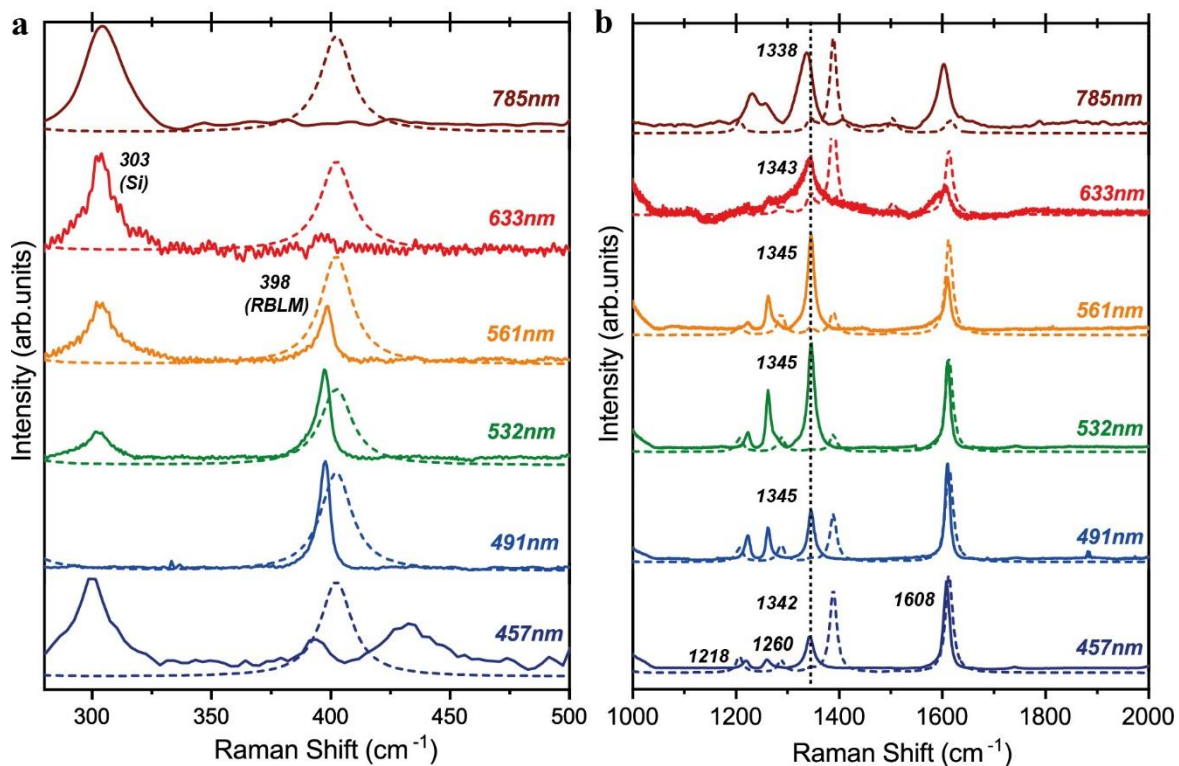 a
785nm
303
(Si)
633nm
398
(RBLM)
561nm
532nm
491nm
457nm
Intensity (arb.units)
300 350 400 450 500
Raman Shift (cm⁻¹)
b
1338
785nm
1343
633nm
1345
561nm
1345
532nm
1345
491nm
1342
1608
1260
1218
457nm
Intensity (arb.units)
1000 1200 1400 1600 1800 2000
Raman Shift (cm⁻¹)